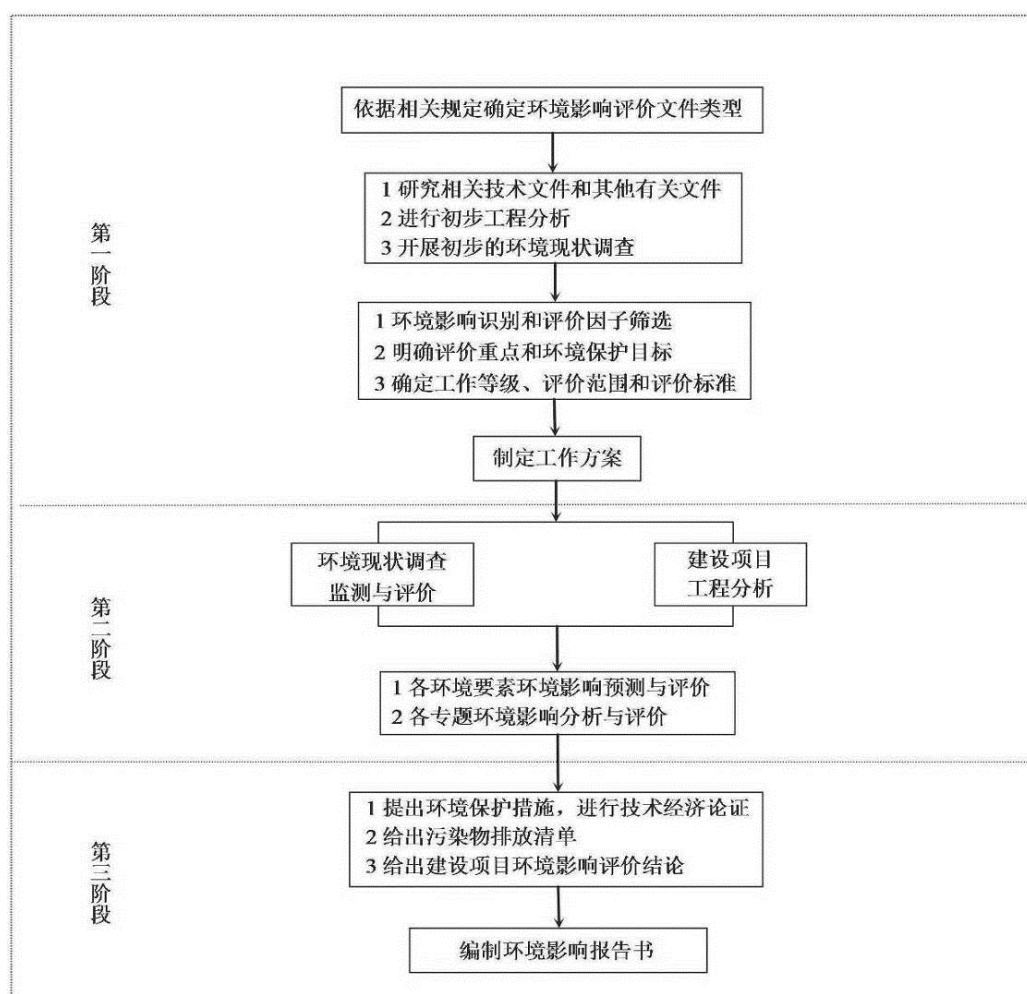 第一阶段
依据相关规定确定环境影响评价文件类型
1 研究相关技术文件和其他有关文件
2 进行初步工程分析
3 开展初步的环境现状调查
1 环境影响识别和评价因子筛选
2 明确评价重点和环境保护目标
3 确定工作等级、评价范围和评价标准
制定工作方案
第二阶段
环境现状调查
监测与评价
建设项目
工程分析
1 各环境要素环境影响预测与评价
2 各专题环境影响分析与评价
第三阶段
1 提出环境保护措施，进行技术经济论证
2 给出污染物排放清单
3 给出建设项目环境影响评价结论
编制环境影响报告书